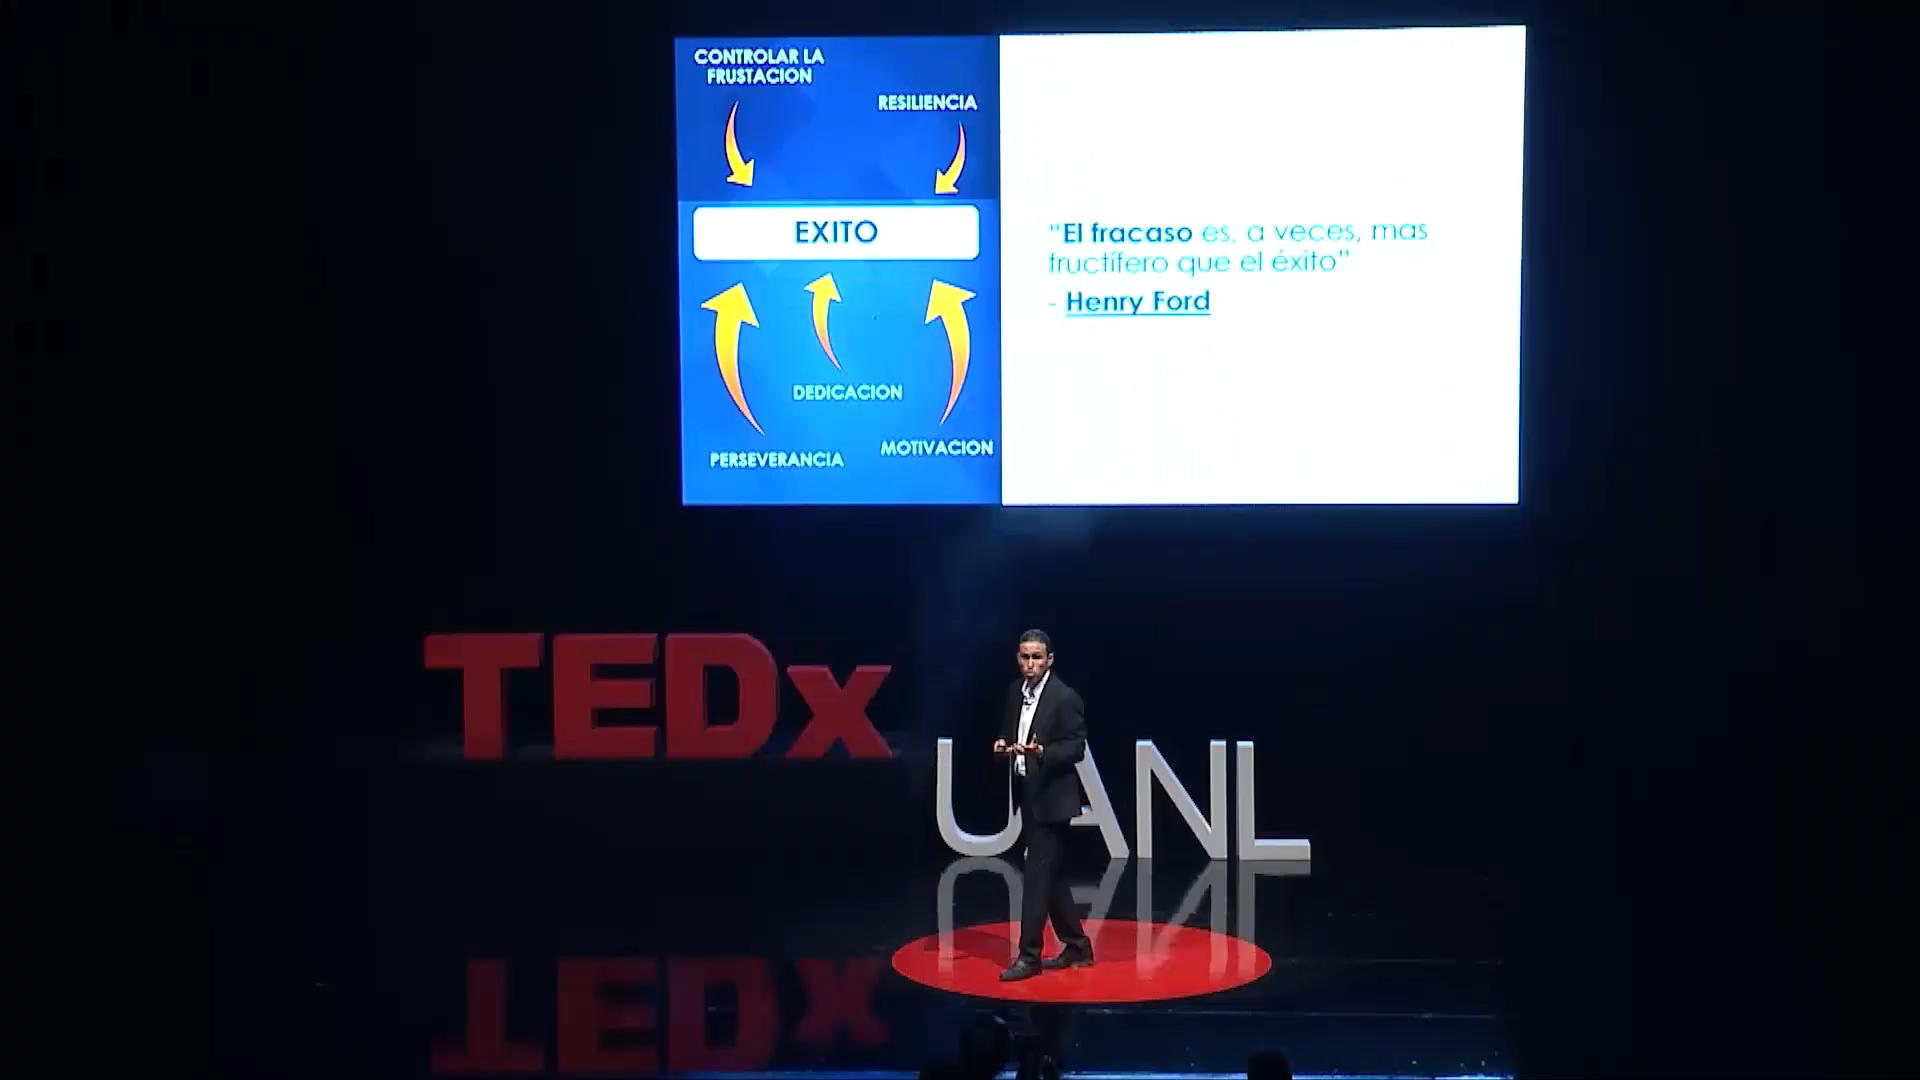 CONTROLAR LA
FRUSTACION
RESILIENCIA
EXITO
DEDICACION
MOTIVACION
PERSEVERANCIA
"El fracaso es, a veces, mas
fructífero que el éxito"
- Henry Ford
TEDx
UANL